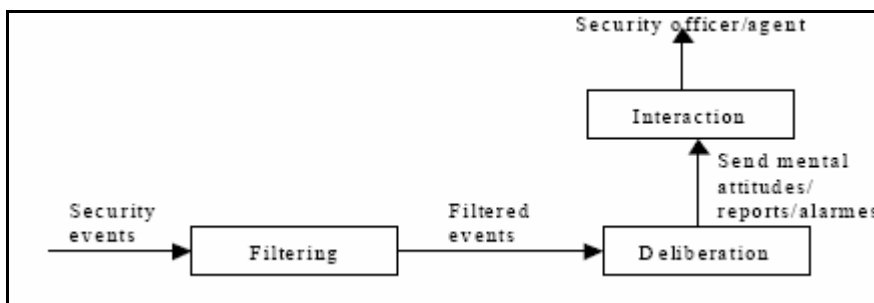 Security officer/agent
Interaction
Send mental
attitudes/
reports/alarmes
Security
events
Filtered
events
Filtering
Deliberation